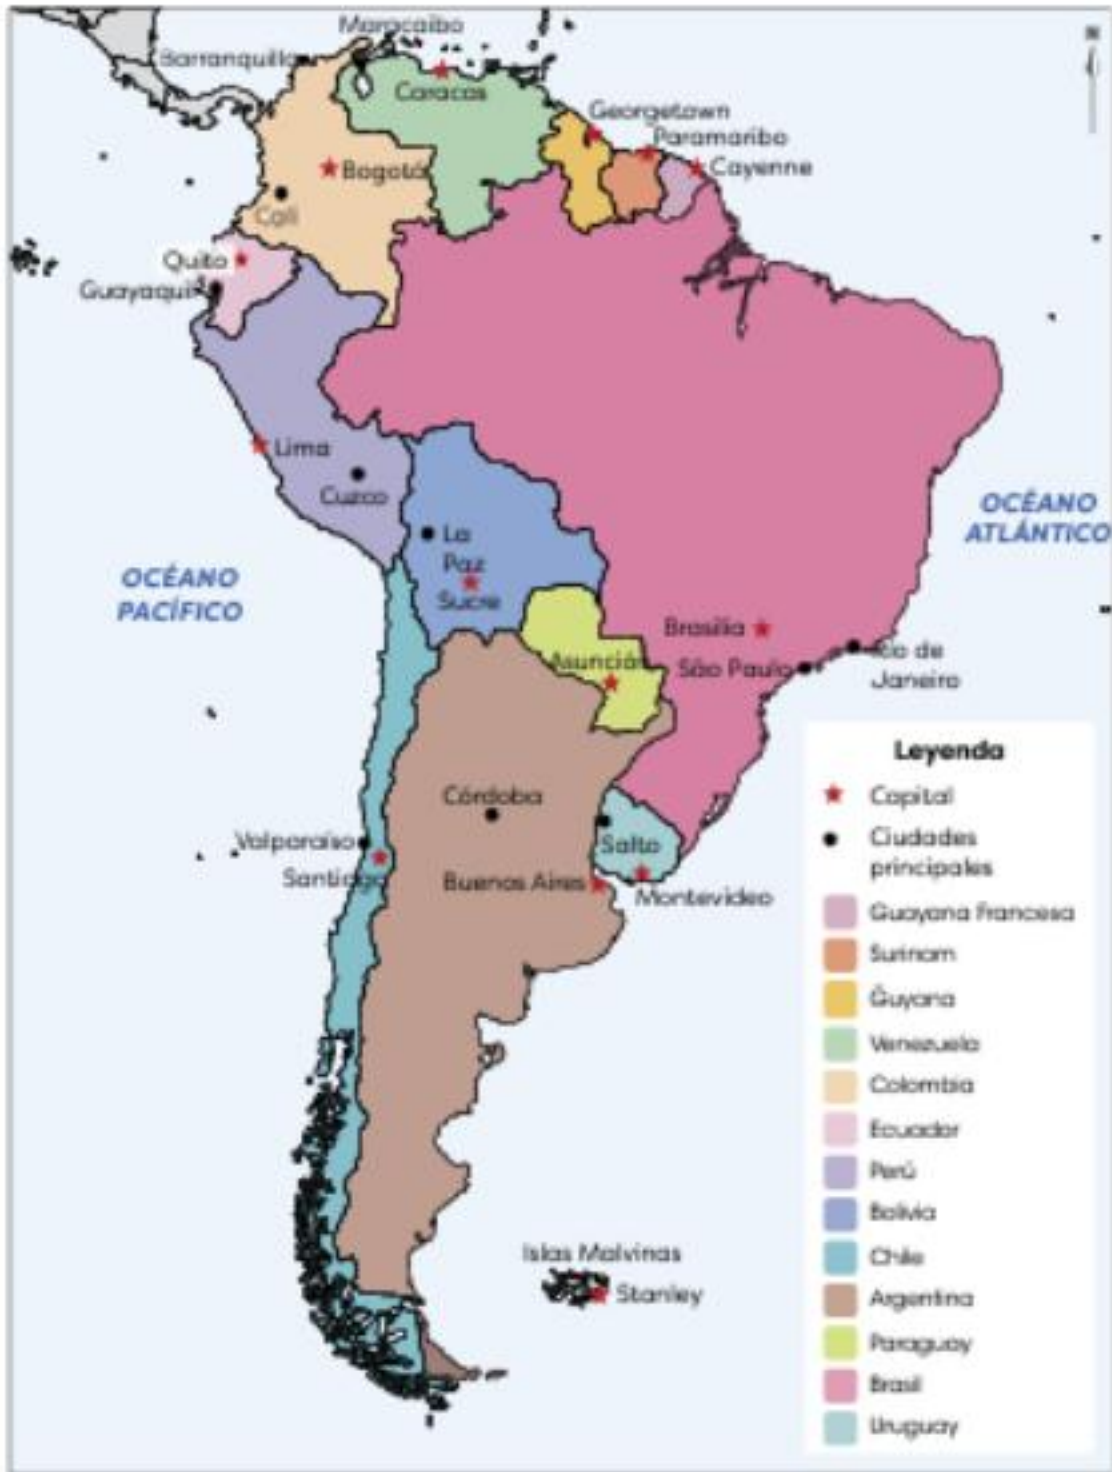 Maracaibo
Barranquilla
Caracas
Georgetown
Paramaribo
Cayenne
Bogotá
Cali
Quito
Guayaquil
Lima
Cuzco
OCÉANO
ATLÁNTICO
La
Paz
Sucre
OCÉANO
PACÍFICO
Brasilia
Asunción
São Paulo
Rio de
Janeiro
Córdoba
Valparaíso
Salto
Santiago
Buenos Aires
Montevideo
Islas Malvinas
Stanley
Leyenda
Capital
Ciudades
principales
Guayana Francesa
Surinam
Guyana
Venezuela
Colombia
Ecuador
Perú
Bolivia
Chile
Argentina
Paraguay
Brasil
Uruguay